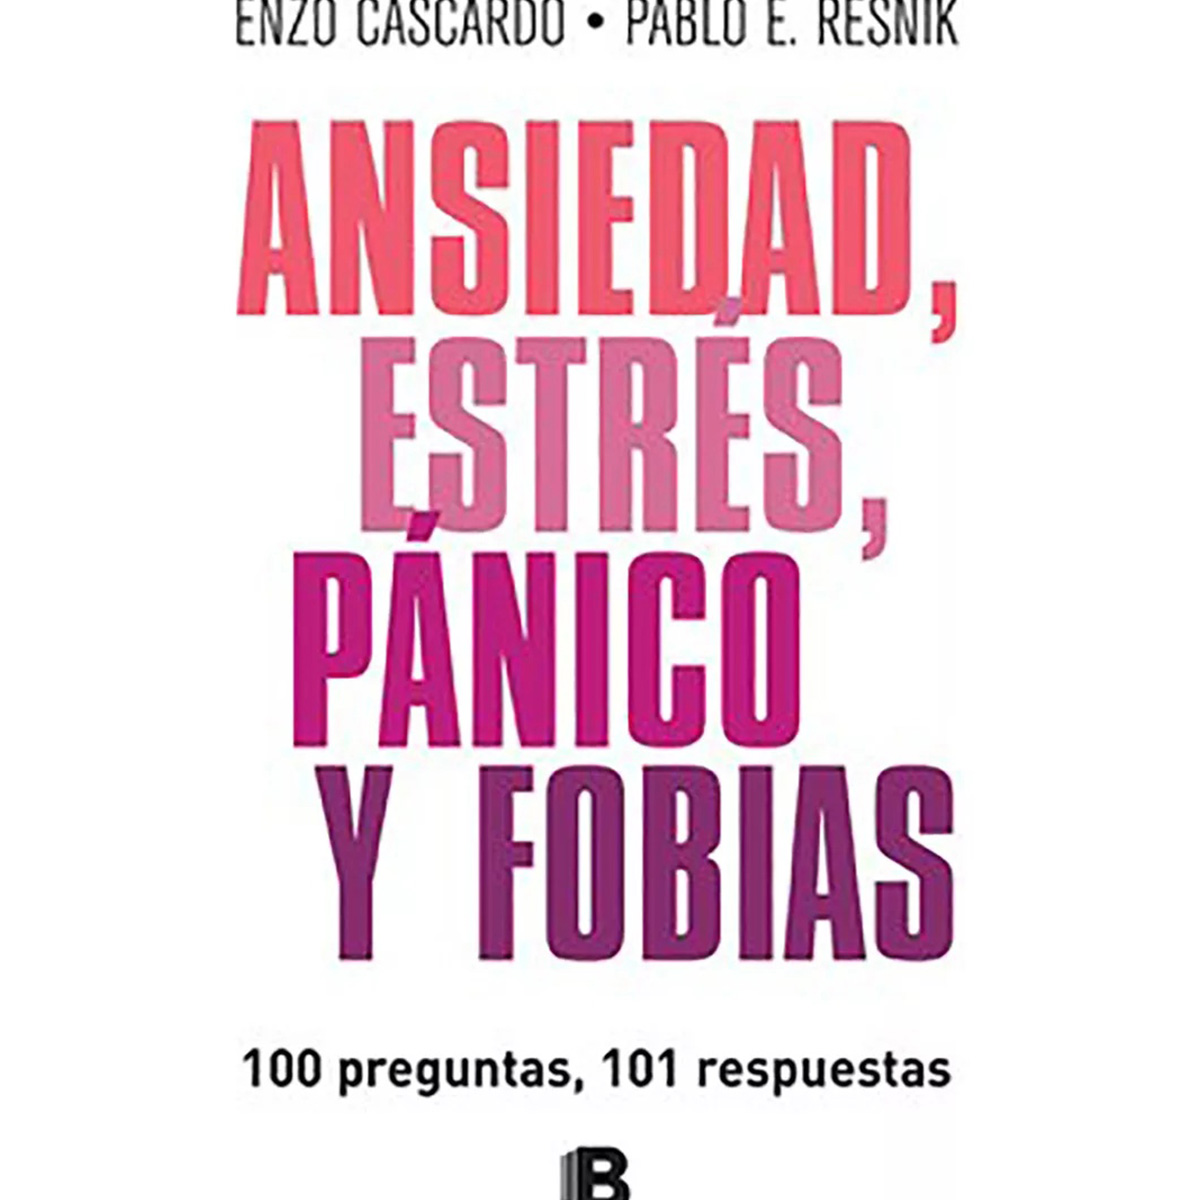 ENZO CASCARDO • PABLO E. RESNIK
ANSIEDAD,
ESTRÉS,
PÁNICO
Y FOBIAS
100 preguntas, 101 respuestas
B